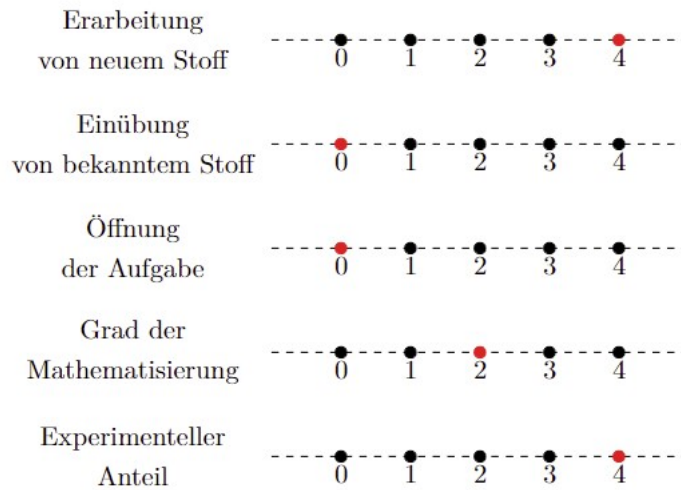 Erarbeitung
von neuem Stoff
0 1 2 3 4
Einübung
von bekanntem Stoff
0 1 2 3 4
Öffnung
der Aufgabe
0 1 2 3 4
Grad der
Mathematisierung
0 1 2 3 4
Experimenteller
Anteil
0 1 2 3 4